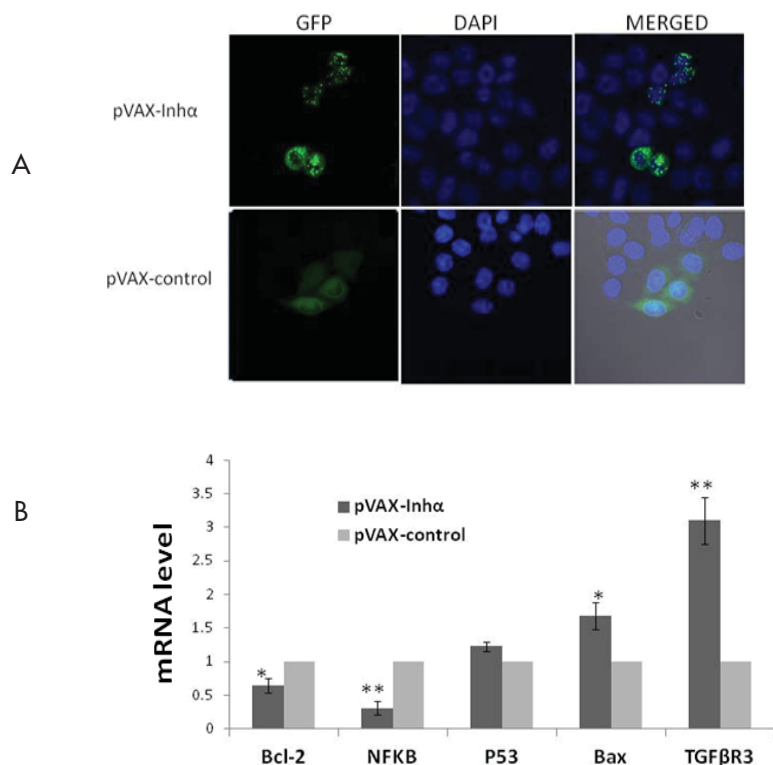 GFP DAPI MERGED
A
pVAX-Inhα
pVAX-control
B
mRNA level
4
3.5
3
2.5
2
1.5
1
0.5
0
pVAX-Inhα
pVAX-control
* ** * **
Bcl-2 NFKB P53 Bax TGFβR3